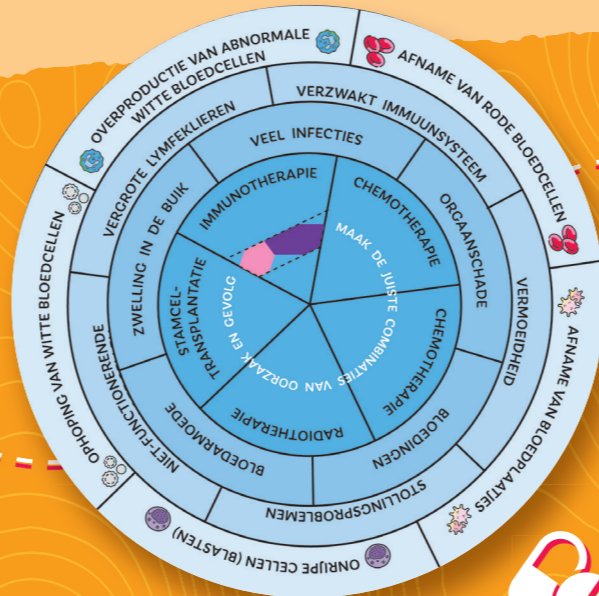 OVERPRODUCTIE VAN ABNORMALE
WITTE BLOEDCELLEN
AFNAME VAN RODE BLOEDCELLEN
AFNAME VAN BLOEDPLAATJES
ONRIJPE CELLEN (BLASTEN)
OPHOPING VAN WITTE BLOEDCELLEN
VERGROTE LYMFEKLIEREN
VERZWAKT IMMUUNSYSTEEM
VERMOEIDHEID
STOLLINGSPROBLEMEN
NIET-FUNCTIONERENDE
ZWELLING IN DE BUIK
VEEL INFECTIES
ORGAANSCHADE
BLOEDINGEN
BLOEDARMOEDE
IMMUNOTHERAPIE
CHEMOTHERAPIE
CHEMOTHERAPIE
RADIOTHERAPIE
STAMCEL-
TRANSPLANTATIE
MAAK DE JUISTE COMBINATIES VAN OORZAAK EN GEVOLG